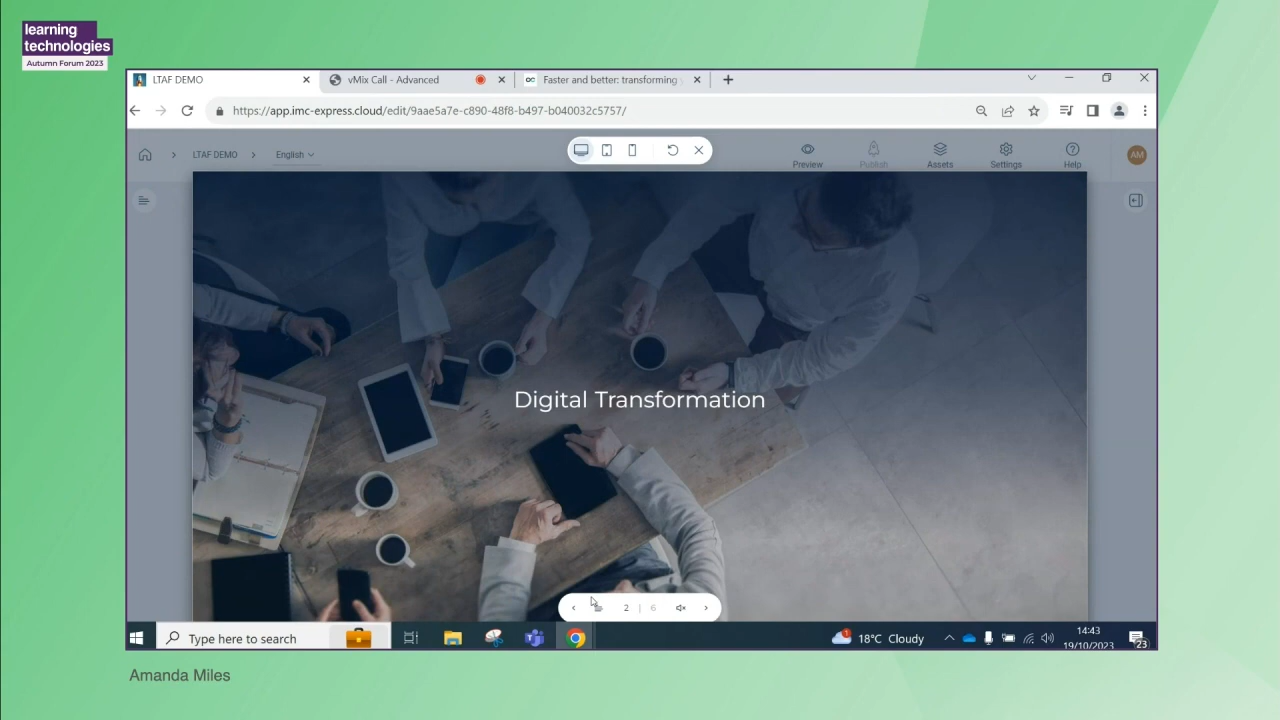 learning
technologies
Autumn Forum 2023
LTAF DEMO
vMix Call - Advanced
Faster and better: transforming
https://app.imc-express.cloud/edit/9aae5a7e-c890-48f8-b497-b040032c5757/
LTAF DEMO
English
Preview
Publish
Assets
Settings
Help
AM
Digital Transformation
2 | 6
Type here to search
1
18°C Cloudy
14:43
19/10/2023
23
Amanda Miles